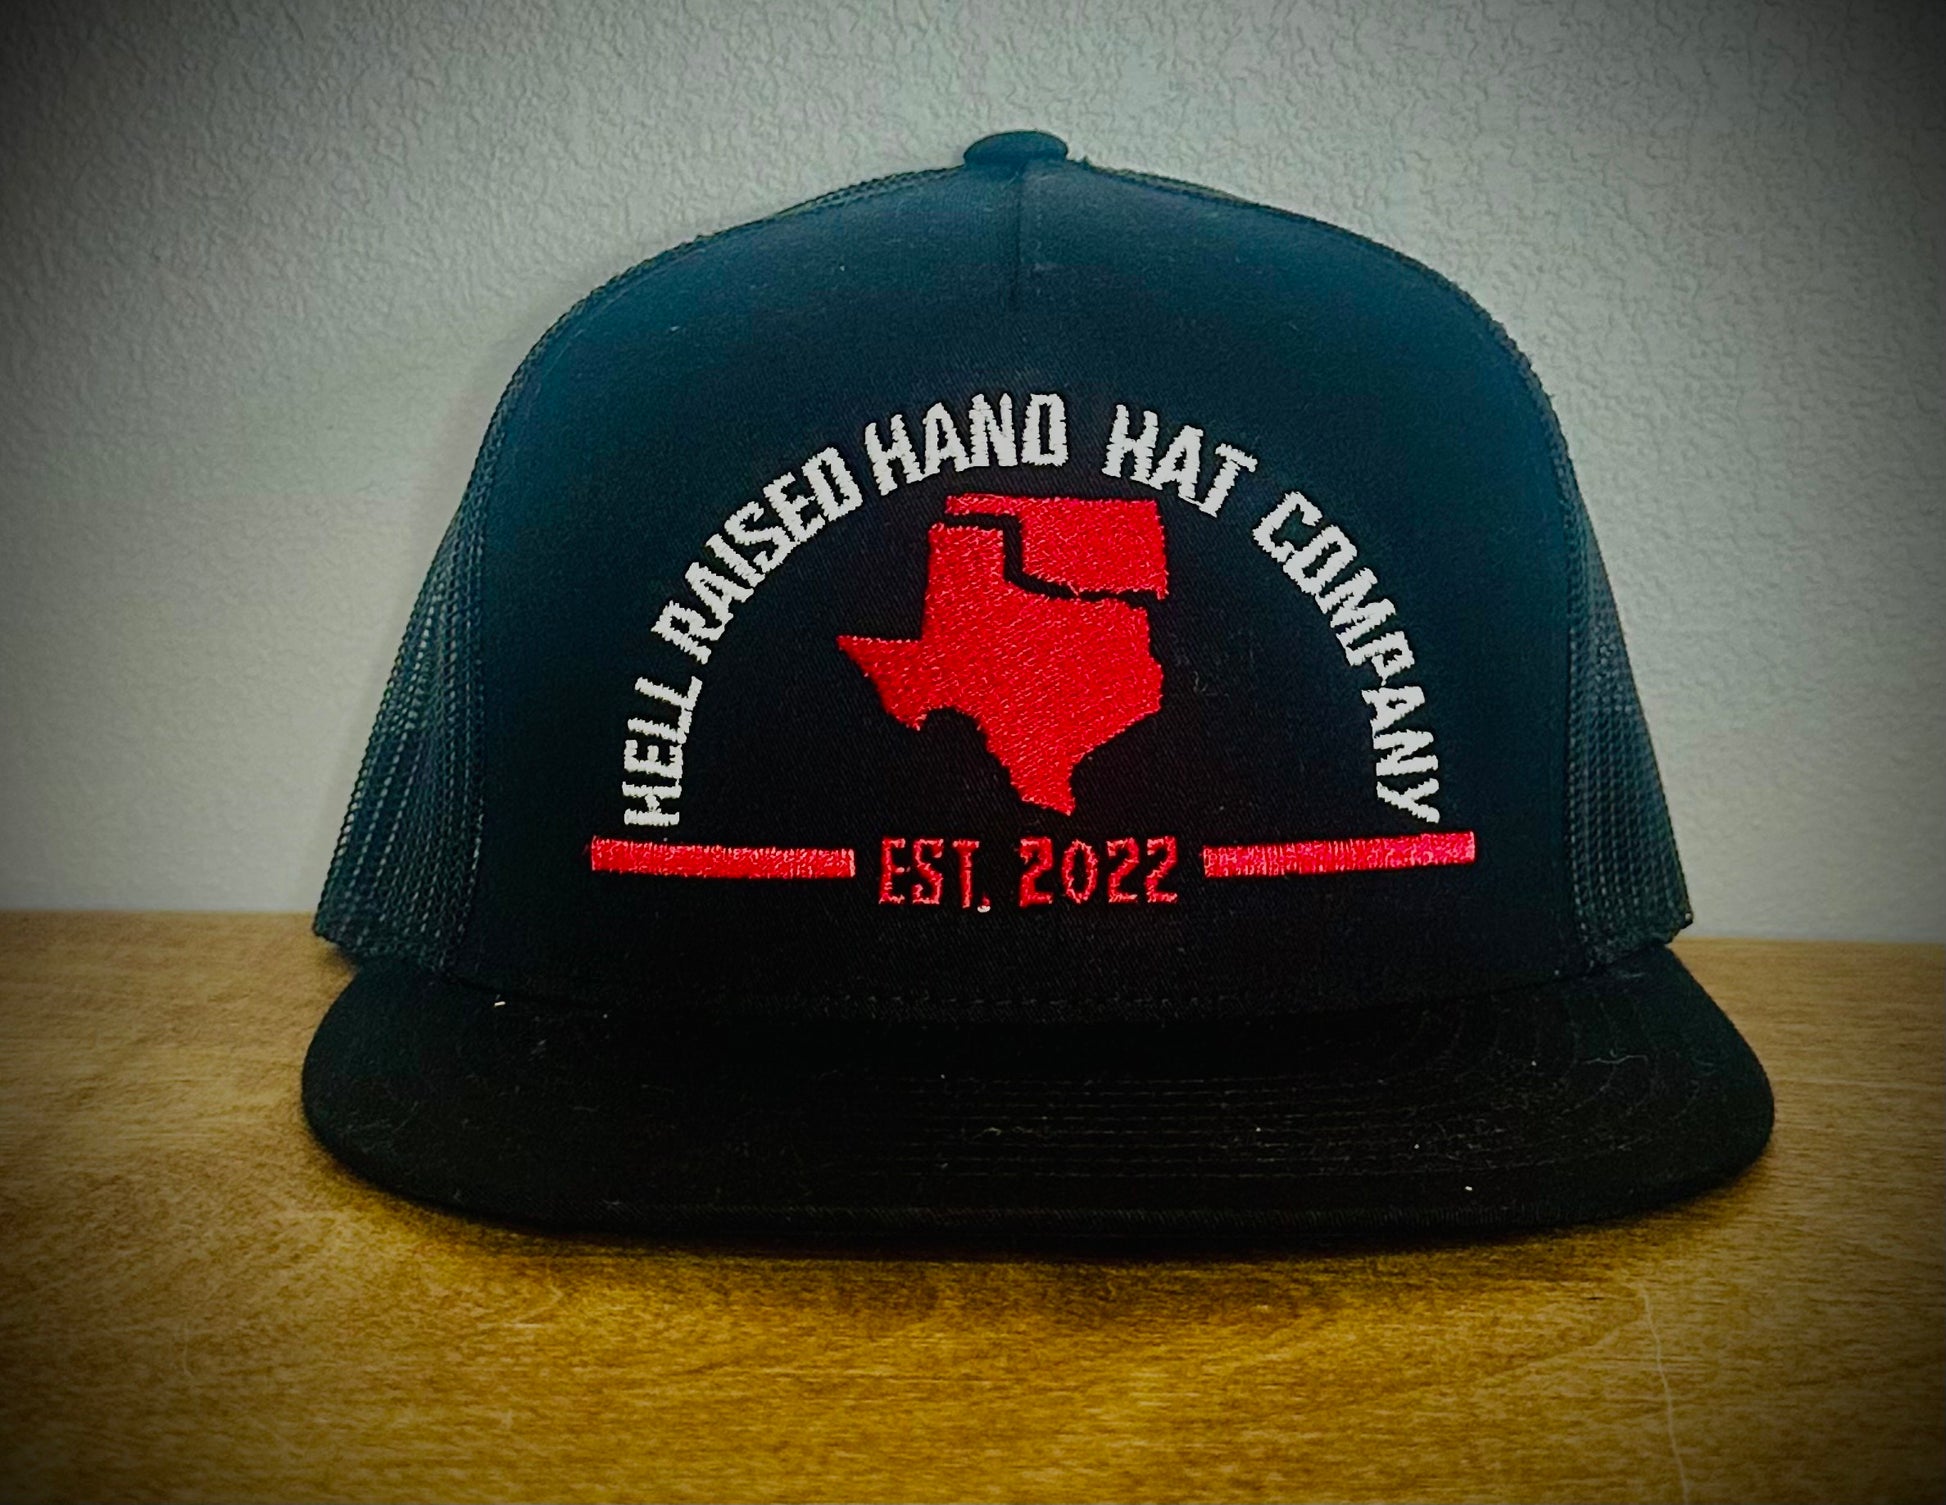 HELL RAISED HAND HAT COMPANY
EST. 2022